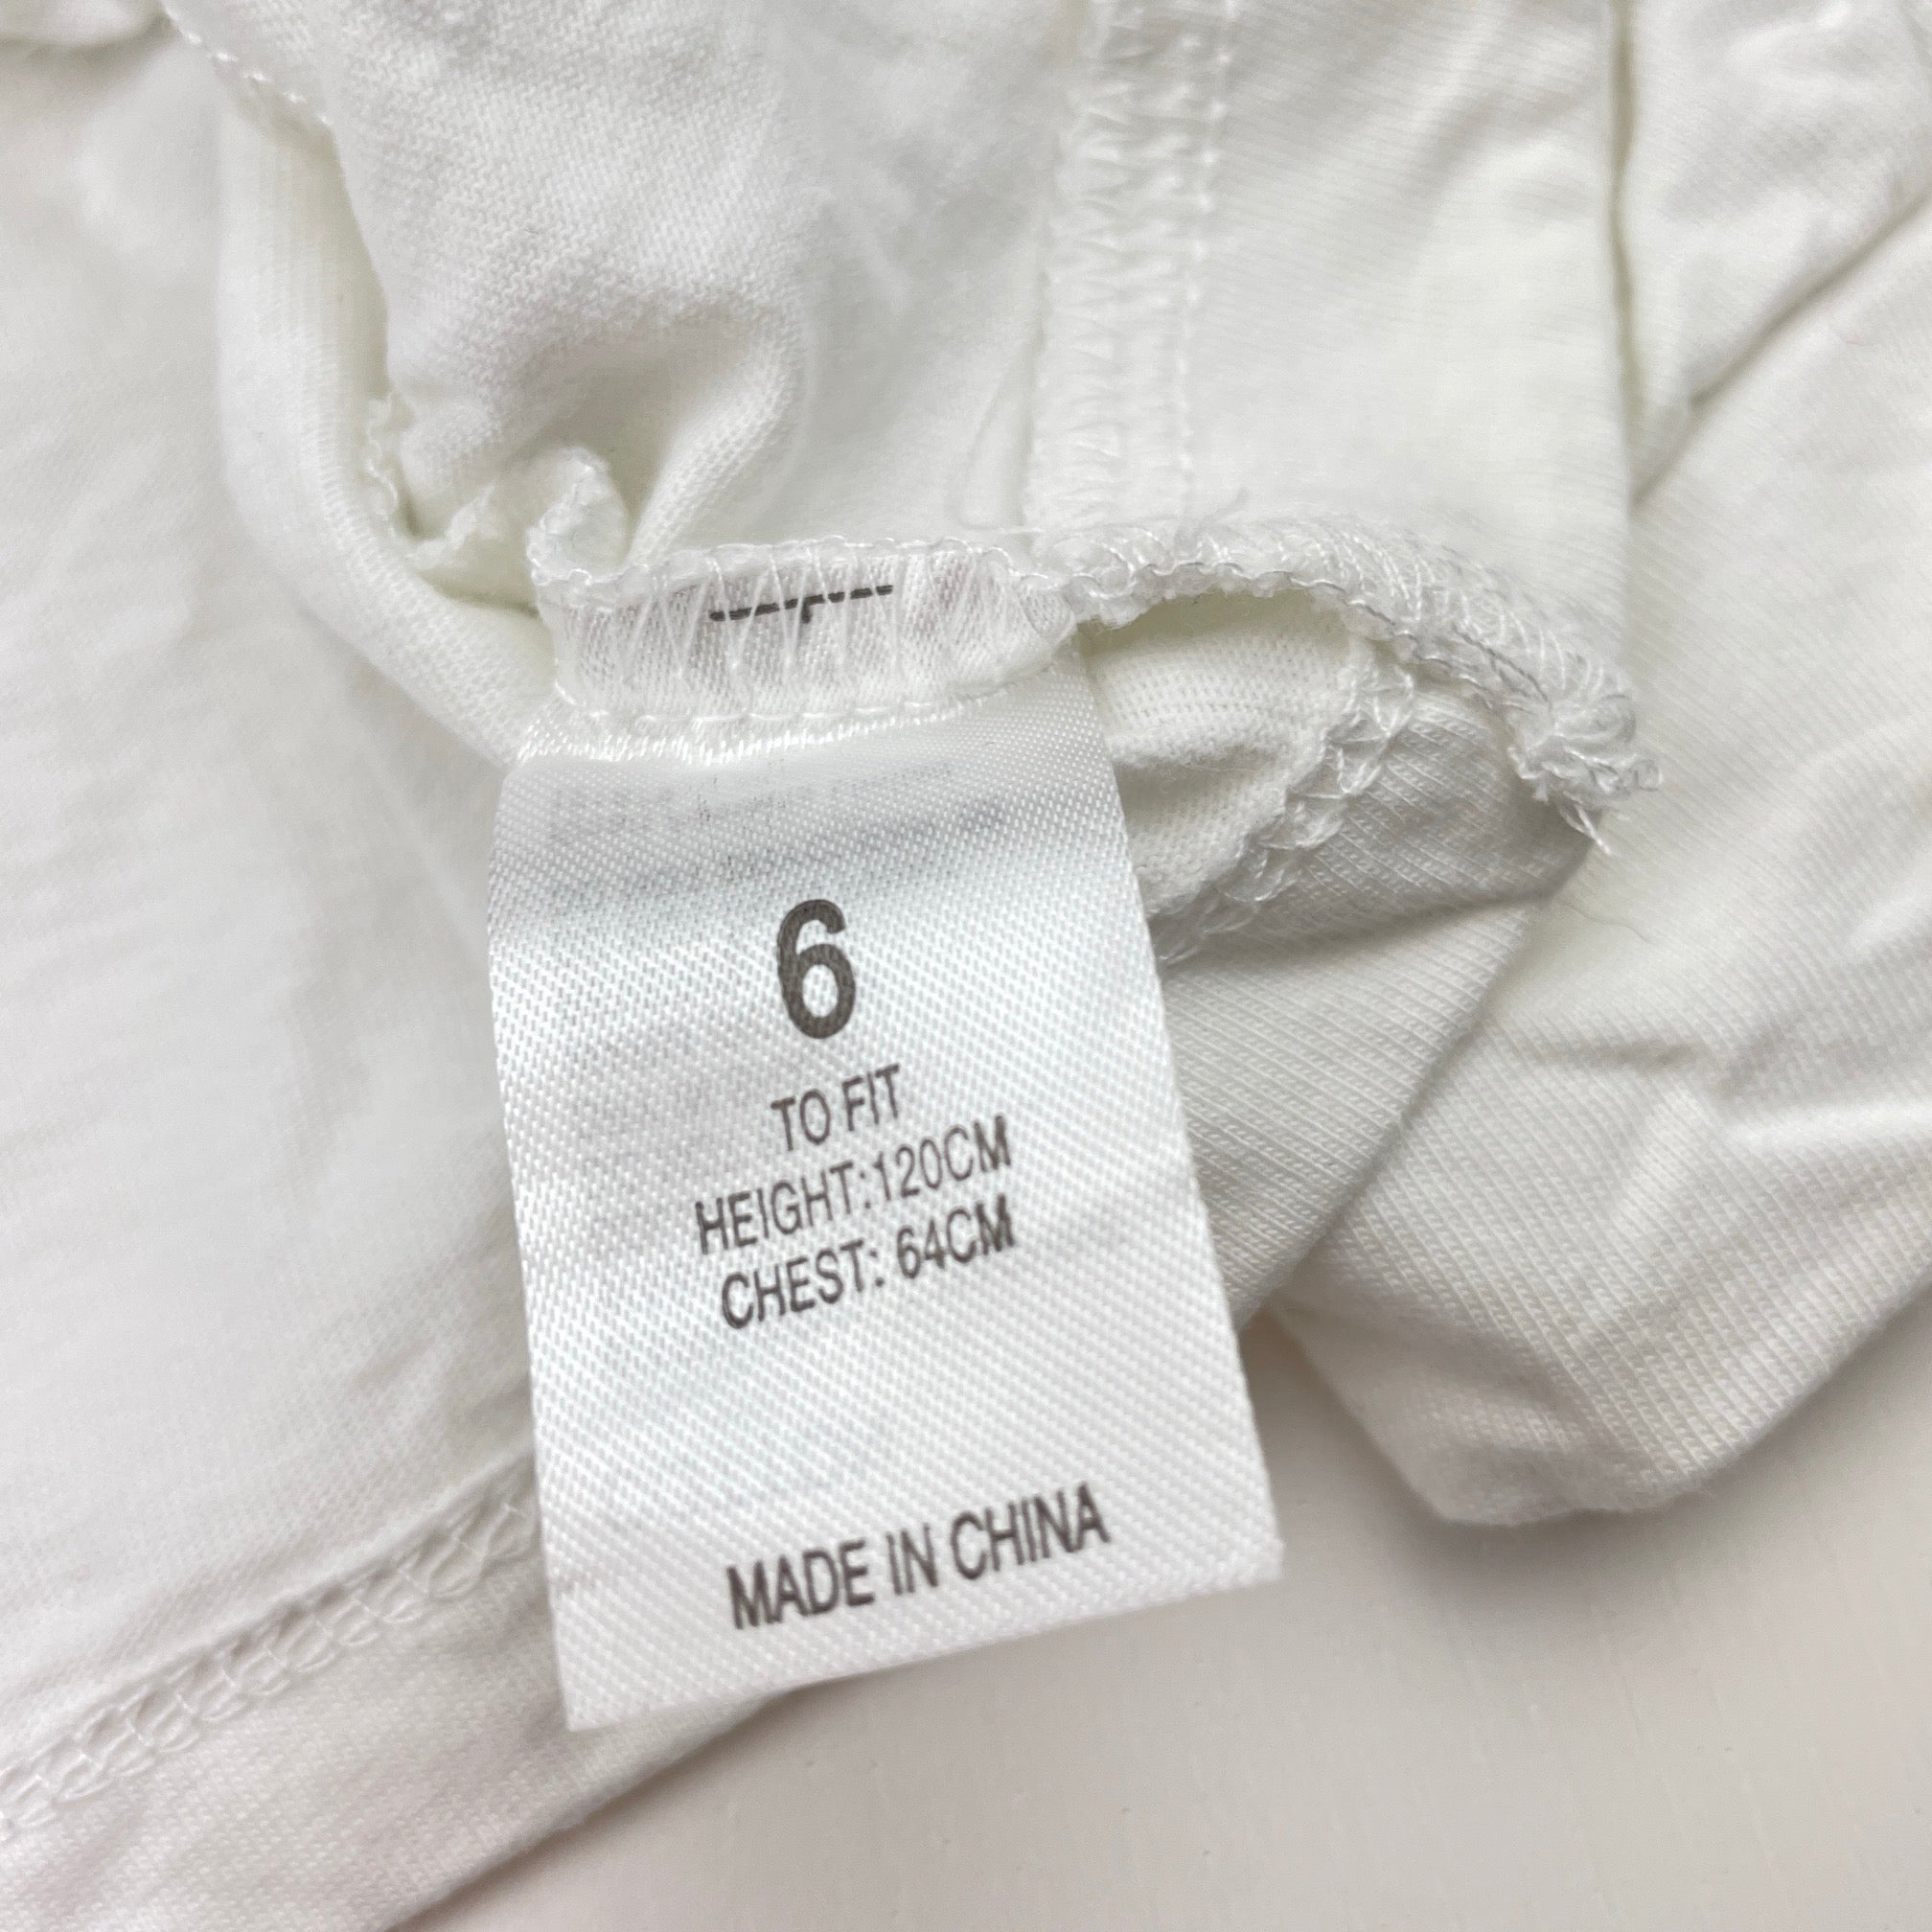 6
TO FIT
HEIGHT:120CM
CHEST: 64CM
MADE IN CHINA